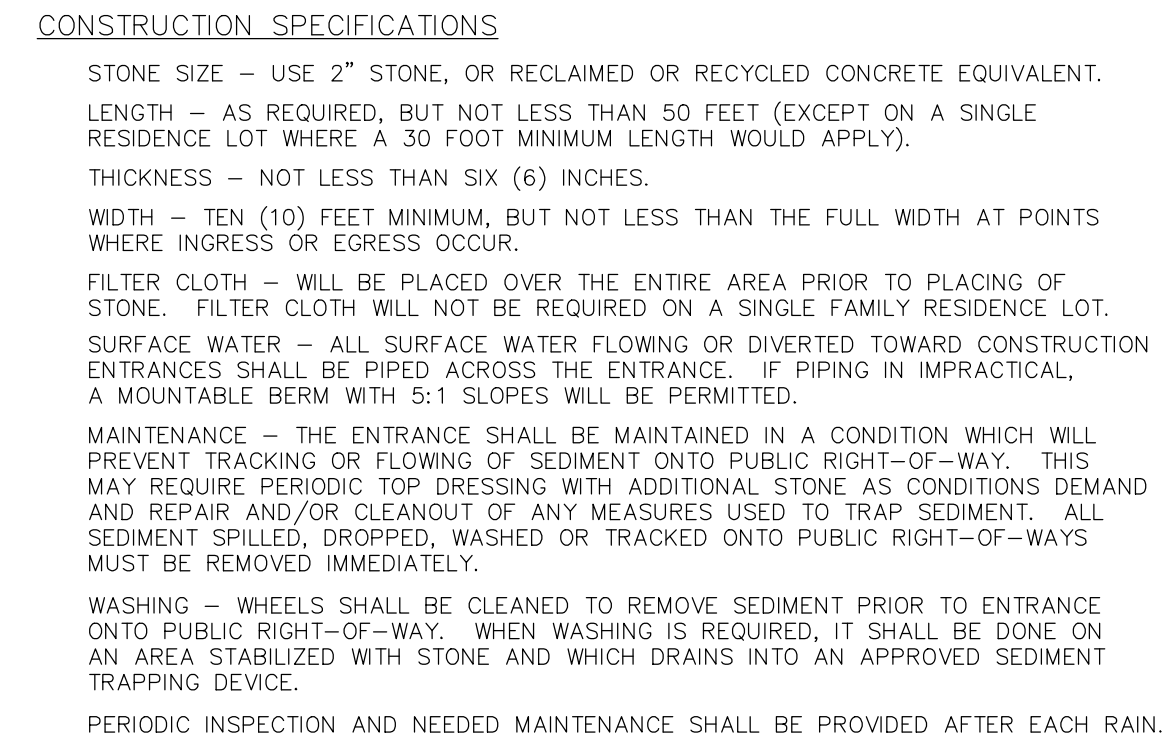 CONSTRUCTION SPECIFICATIONS
STONE SIZE – USE 2" STONE, OR RECLAIMED OR RECYCLED CONCRETE EQUIVALENT.
LENGTH – AS REQUIRED, BUT NOT LESS THAN 50 FEET (EXCEPT ON A SINGLE
RESIDENCE LOT WHERE A 30 FOOT MINIMUM LENGTH WOULD APPLY).
THICKNESS – NOT LESS THAN SIX (6) INCHES.
WIDTH – TEN (10) FEET MINIMUM, BUT NOT LESS THAN THE FULL WIDTH AT POINTS
WHERE INGRESS OR EGRESS OCCUR.
FILTER CLOTH – WILL BE PLACED OVER THE ENTIRE AREA PRIOR TO PLACING OF
STONE. FILTER CLOTH WILL NOT BE REQUIRED ON A SINGLE FAMILY RESIDENCE LOT.
SURFACE WATER – ALL SURFACE WATER FLOWING OR DIVERTED TOWARD CONSTRUCTION
ENTRANCES SHALL BE PIPED ACROSS THE ENTRANCE. IF PIPING IN IMPRACTICAL,
A MOUNTABLE BERM WITH 5:1 SLOPES WILL BE PERMITTED.
MAINTENANCE – THE ENTRANCE SHALL BE MAINTAINED IN A CONDITION WHICH WILL
PREVENT TRACKING OR FLOWING OF SEDIMENT ONTO PUBLIC RIGHT–OF–WAY. THIS
MAY REQUIRE PERIODIC TOP DRESSING WITH ADDITIONAL STONE AS CONDITIONS DEMAND
AND REPAIR AND/OR CLEANOUT OF ANY MEASURES USED TO TRAP SEDIMENT. ALL
SEDIMENT SPILLED, DROPPED, WASHED OR TRACKED ONTO PUBLIC RIGHT–OF–WAYS
MUST BE REMOVED IMMEDIATELY.
WASHING – WHEELS SHALL BE CLEANED TO REMOVE SEDIMENT PRIOR TO ENTRANCE
ONTO PUBLIC RIGHT–OF–WAY. WHEN WASHING IS REQUIRED, IT SHALL BE DONE ON
AN AREA STABILIZED WITH STONE AND WHICH DRAINS INTO AN APPROVED SEDIMENT
TRAPPING DEVICE.
PERIODIC INSPECTION AND NEEDED MAINTENANCE SHALL BE PROVIDED AFTER EACH RAIN.